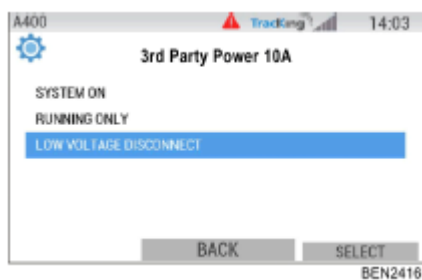 A400 TracKing 14:03
3rd Party Power 10A
SYSTEM ON
RUNNING ONLY
LOW VOLTAGE DISCONNECT
BACK SELECT
BEN2416